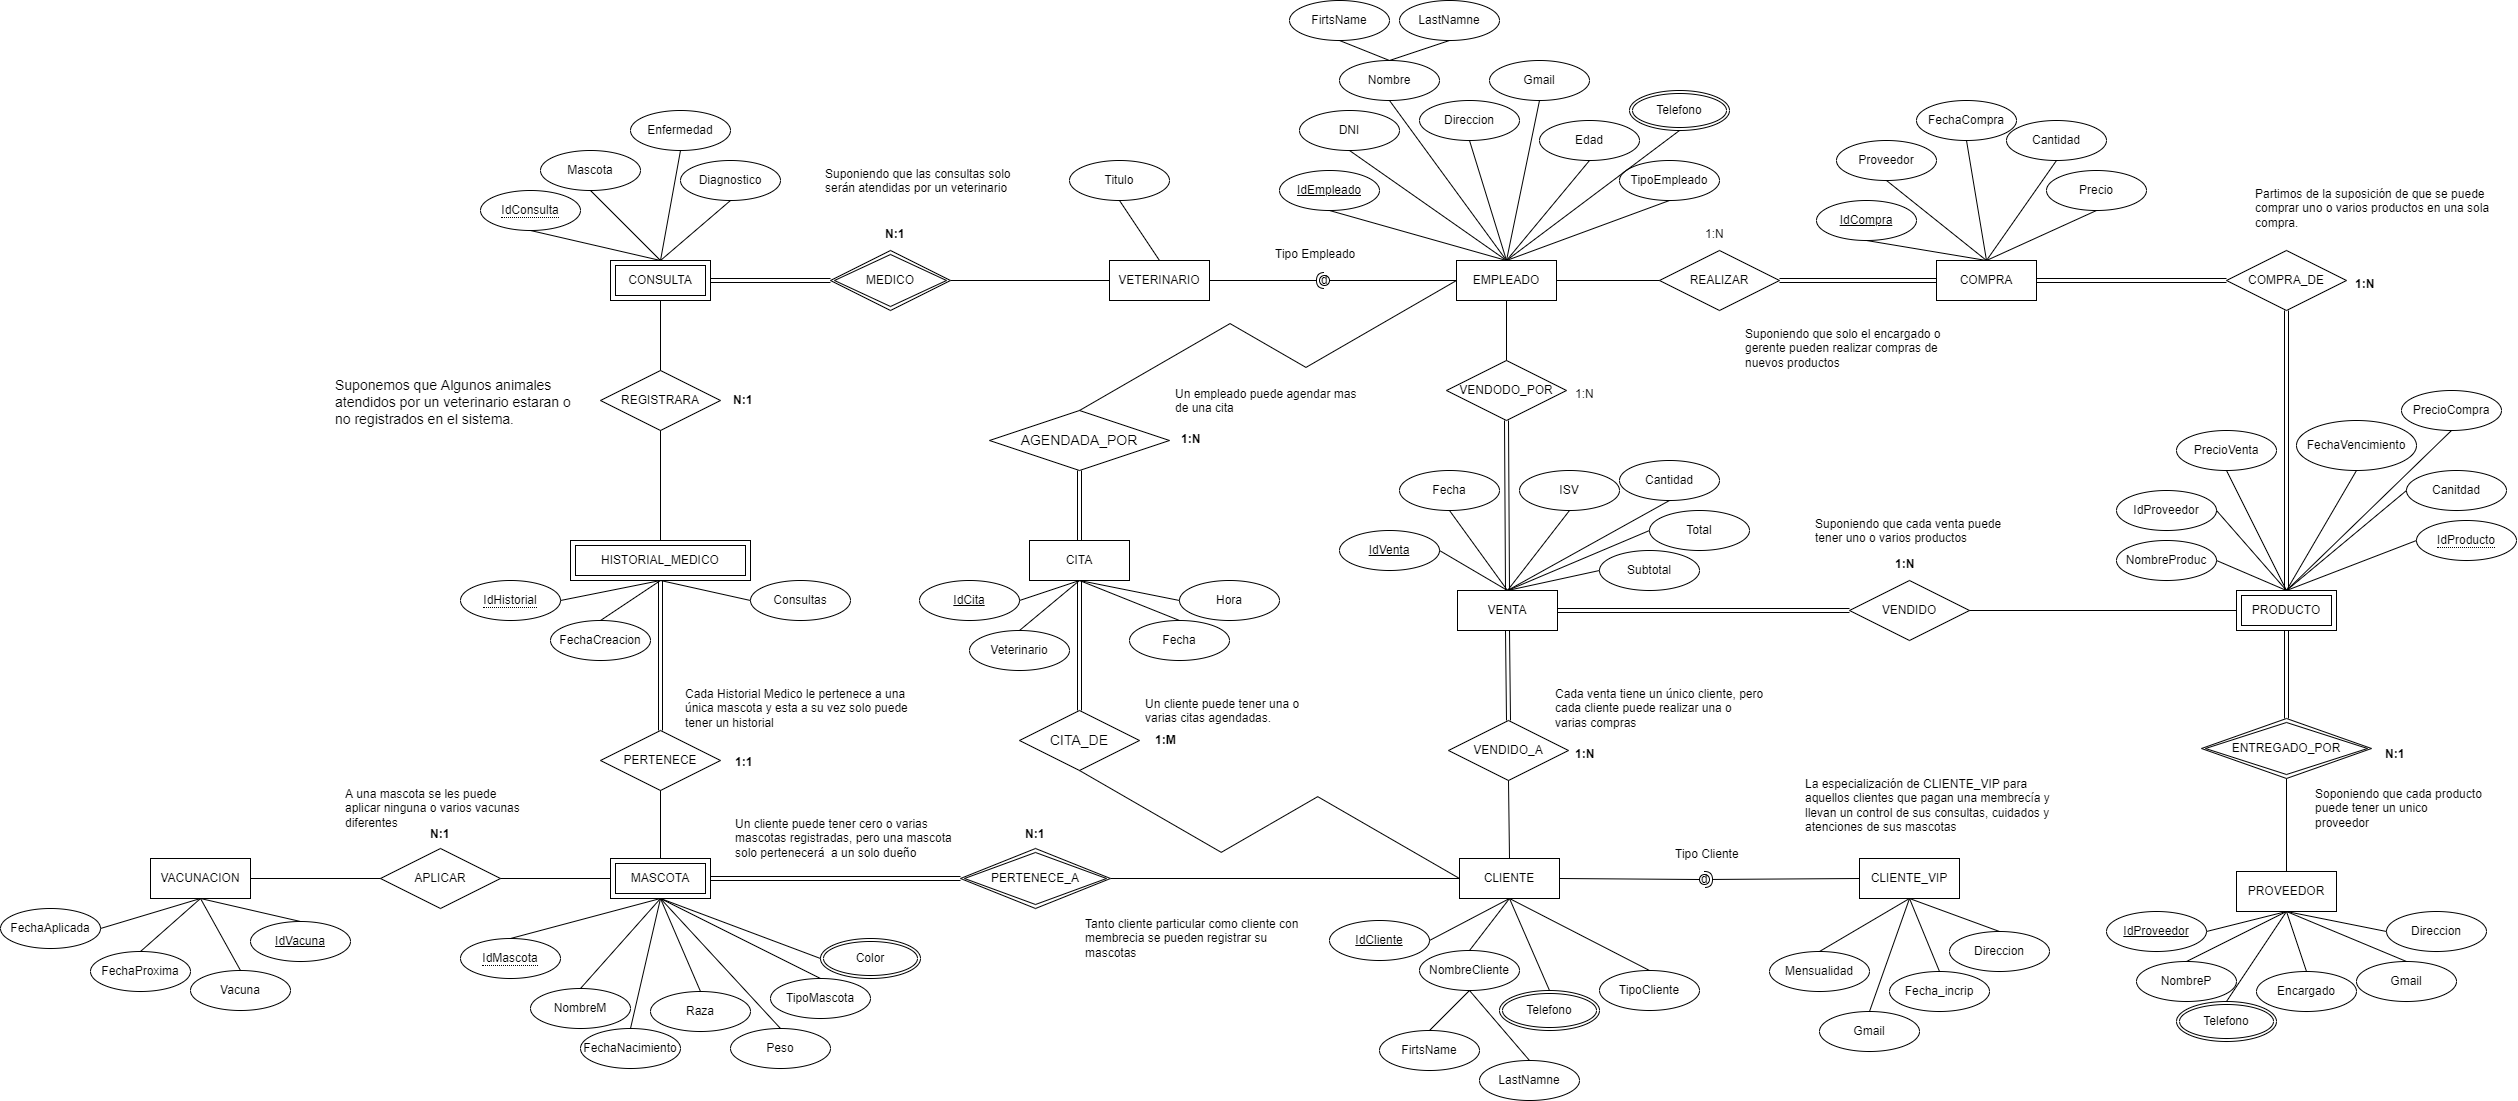 FirtsName
LastNamne
Nombre
Gmail
Telefono
DNI
Direccion
Edad
IdEmpleado
TipoEmpleado
Enfermedad
Mascota
Diagnostico
IdConsulta
Suponiendo que las consultas solo
serán atendidas por un veterinario
Titulo
FechaCompra
Cantidad
Proveedor
Precio
IdCompra
Partimos de la suposición de que se puede
comprar uno o varios productos en una sola
compra.
N:1
Tipo Empleado
1:N
CONSULTA
MEDICO
VETERINARIO
@
EMPLEADO
REALIZAR
COMPRA
COMPRA_DE
1:N
Suponiendo que solo el encargado o
gerente pueden realizar compras de
nuevos productos
Suponemos que Algunos animales
atendidos por un veterinario estaran o
no registrados en el sistema.
REGISTRARA
N:1
Un empleado puede agendar mas
de una cita
AGENDADA_POR
1:N
VENDODO_POR
1:N
PrecioCompra
PrecioVenta
FechaVencimiento
Canitdad
IdProveedor
IdProducto
NombreProduc
Fecha
ISV
Cantidad
IdVenta
Total
Subtotal
Suponiendo que cada venta puede
tener uno o varios productos
1:N
HISTORIAL_MEDICO
IdHistorial
Consultas
FechaCreacion
CITA
IdCita
Hora
Veterinario
Fecha
VENTA
VENDIDO
PRODUCTO
Cada Historial Medico le pertenece a una
única mascota y esta a su vez solo puede
tener un historial
PERTENECE
1:1
Un cliente puede tener una o
varias citas agendadas.
CITA_DE
1:M
Cada venta tiene un único cliente, pero
cada cliente puede realizar una o
varias compras
VENDIDO_A
1:N
ENTREGADO_POR
N:1
La especialización de CLIENTE_VIP para
aquellos clientes que pagan una membrecía y
llevan un control de sus consultas, cuidados y
atenciones de sus mascotas
Soponiendo que cada producto
puede tener un unico
proveedor
A una mascota se les puede
aplicar ninguna o varios vacunas
diferentes
N:1
Un cliente puede tener cero o varias
mascotas registradas, pero una mascota
solo pertenecerá  a un solo dueño
N:1
Tipo Cliente
VACUNACION
APLICAR
MASCOTA
PERTENECE_A
CLIENTE
@
CLIENTE_VIP
PROVEEDOR
FechaAplicada
IdVacuna
FechaProxima
Vacuna
IdMascota
Color
NombreM
Raza
TipoMascota
FechaNacimiento
Peso
Tanto cliente particular como cliente con
membrecia se pueden registrar su
mascotas
IdCliente
NombreCliente
Telefono
TipoCliente
FirtsName
LastNamne
Mensualidad
Direccion
Fecha_incrip
Gmail
IdProveedor
Direccion
NombreP
Encargado
Gmail
Telefono